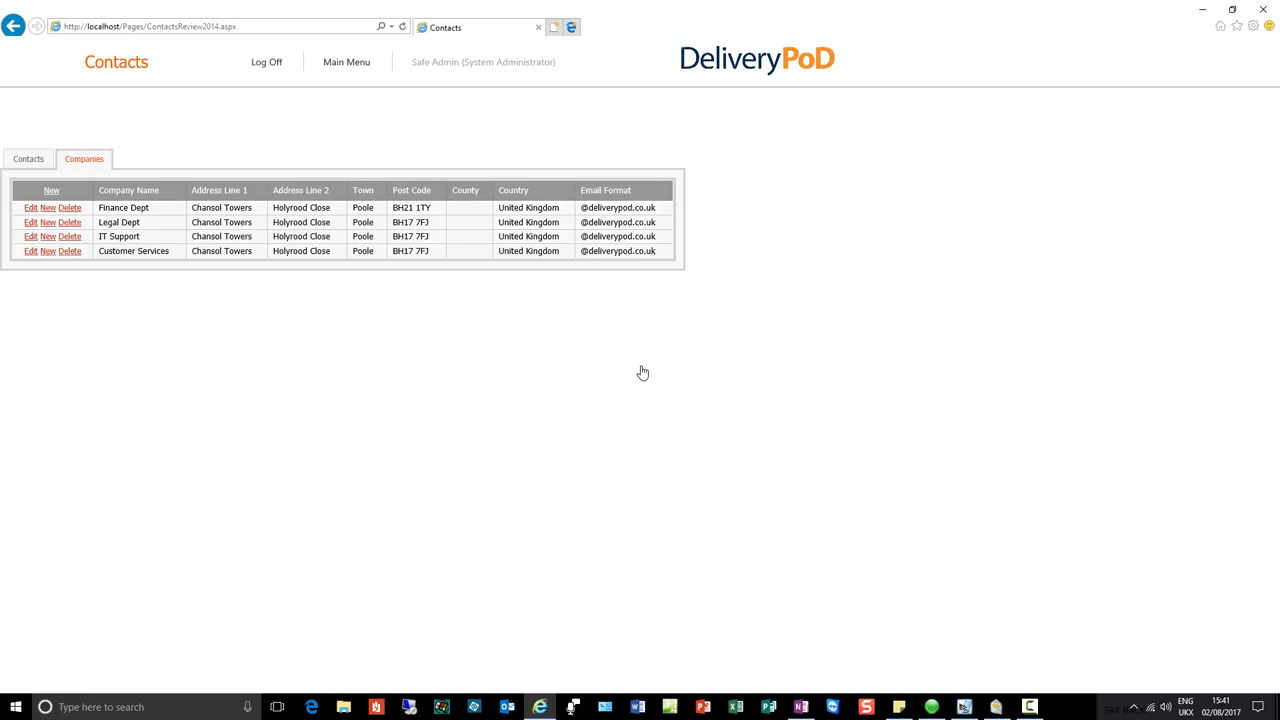 http://localhost/Pages/ContactsReview2014.aspx
Contacts
Contacts
Log Off
Main Menu
Safe Admin (System Administrator)
DeliveryPoD
Contacts
Companies
New Company Name Address Line 1 Address Line 2 Town Post Code County Country Email Format
Edit New Delete Finance Dept Chansol Towers Holyrood Close Poole BH21 1TY United Kingdom @deliverypod.co.uk
Edit New Delete Legal Dept Chansol Towers Holyrood Close Poole BH17 7FJ United Kingdom @deliverypod.co.uk
Edit New Delete IT Support Chansol Towers Holyrood Close Poole BH17 7FJ United Kingdom @deliverypod.co.uk
Edit New Delete Customer Services Chansol Towers Holyrood Close Poole BH17 7FJ United Kingdom @deliverypod.co.uk
Type here to search
ENG
UKX
15:41
02/08/2017